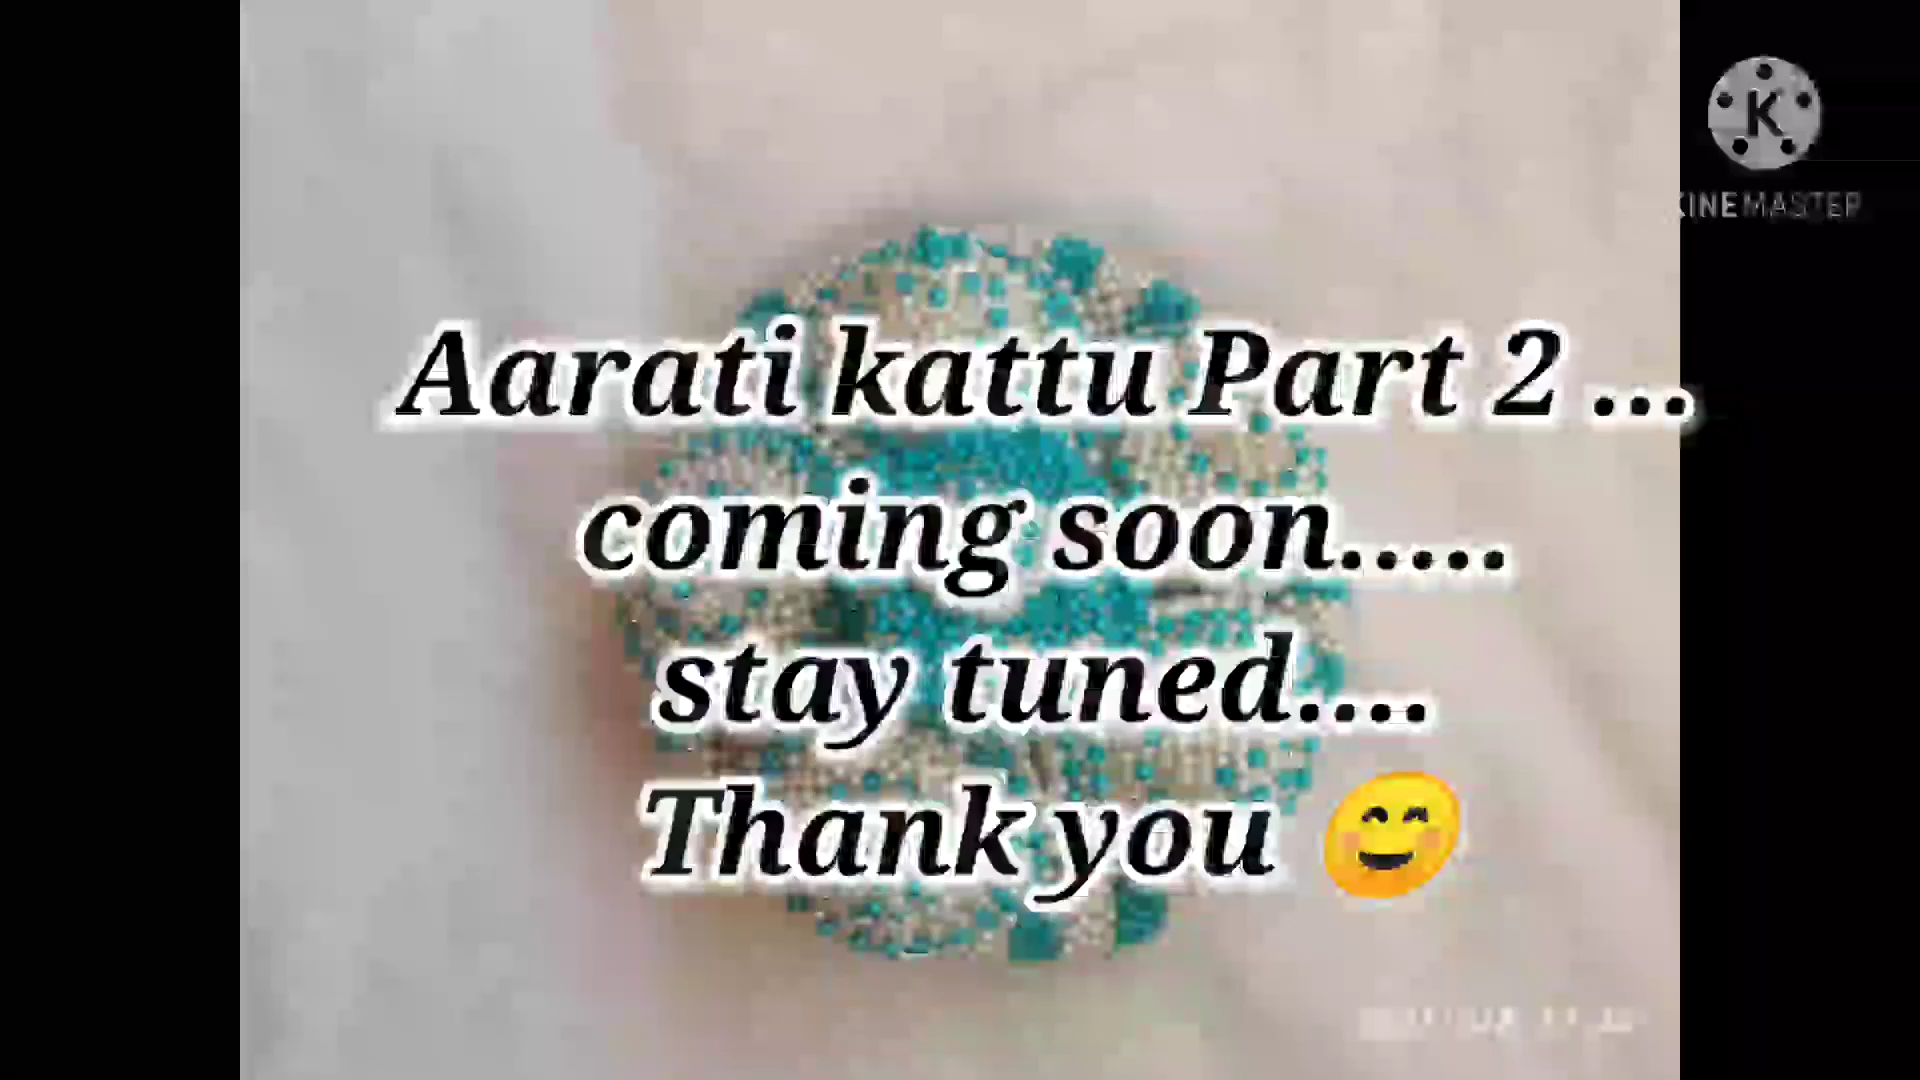 Aarati kattu Part 2 ...
coming soon.....
stay tuned....
Thank you 😊
K
KINEMASTER